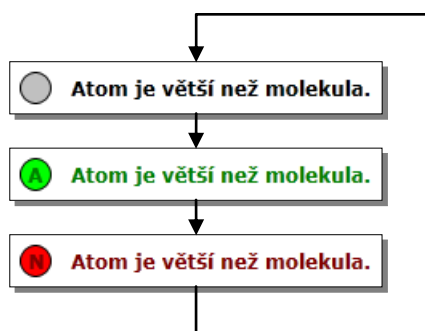 Atom je větší než molekula.
A Atom je větší než molekula.
N Atom je větší než molekula.